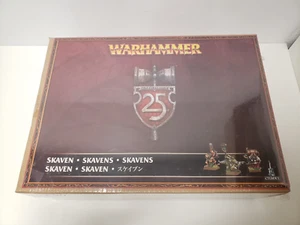 WARHAMMER
25
SKAVEN • SKAVENS • SKAVENS
SKAVEN • SKAVEN • スケイブン